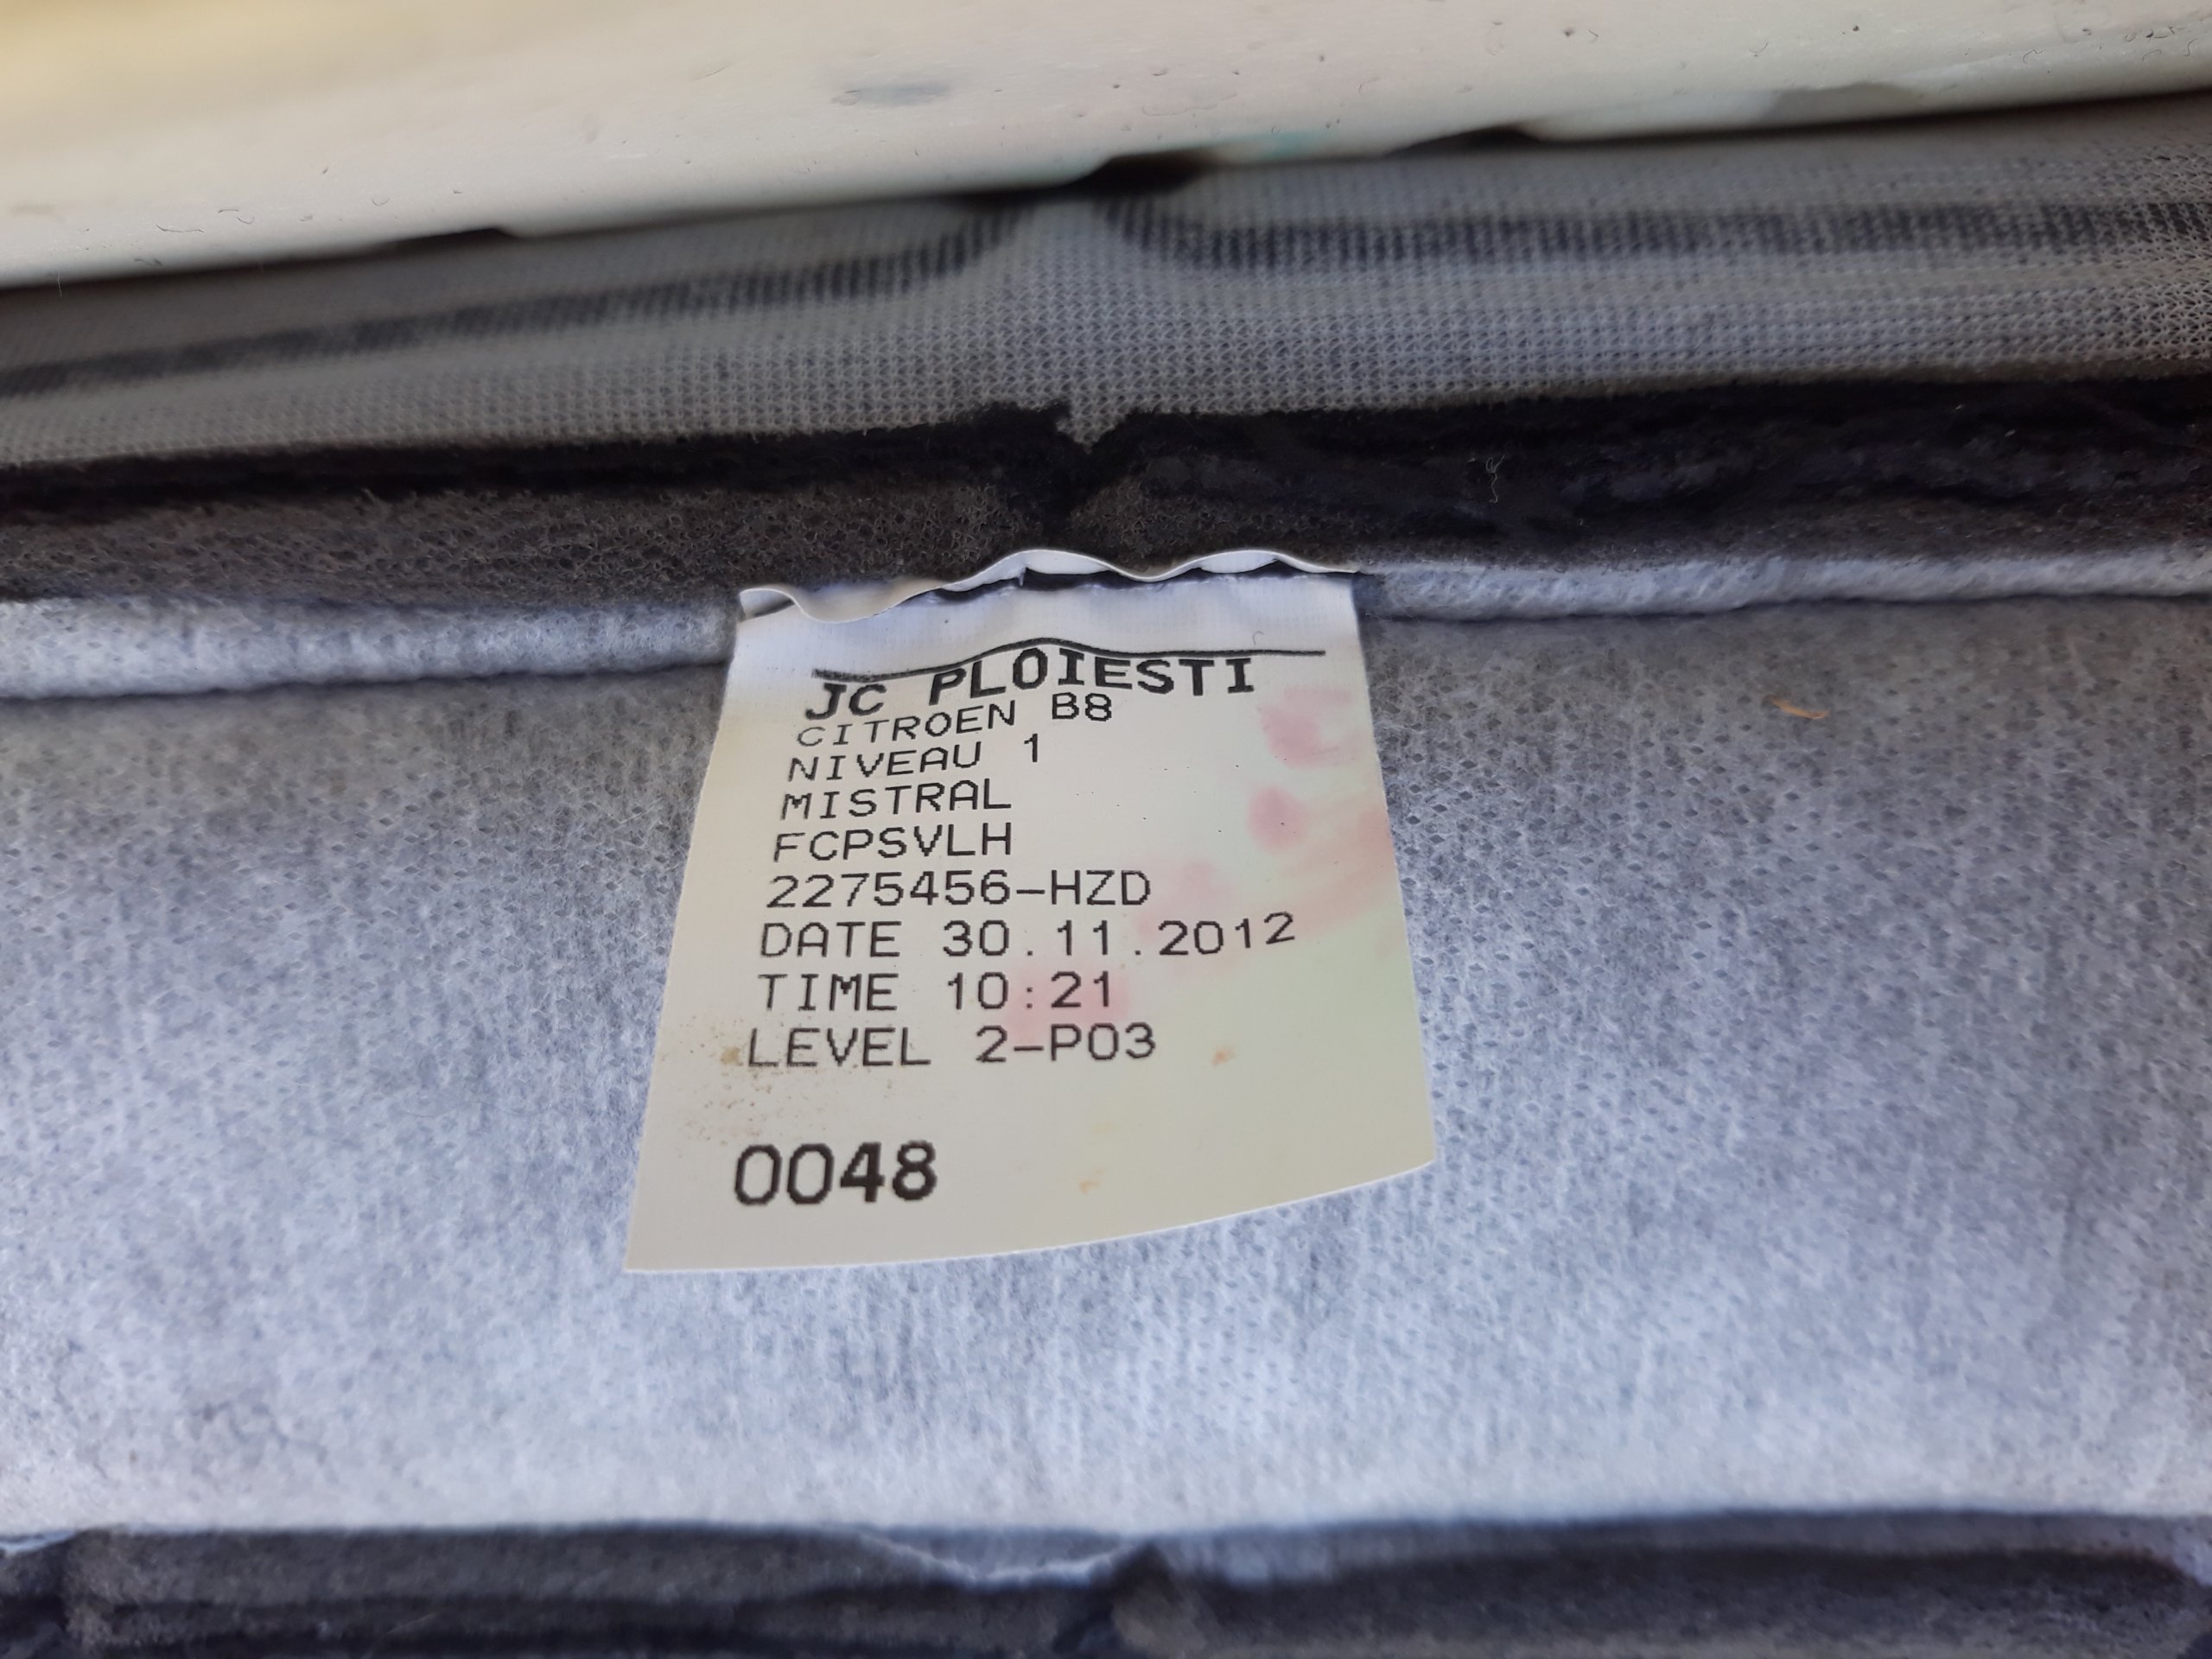 JC PLOIESTI
CITROEN B8
NIVEAU 1
MISTRAL
FCPSVLH
2275456-HZD
DATE 30.11.2012
TIME 10:21
LEVEL 2-P03
0048